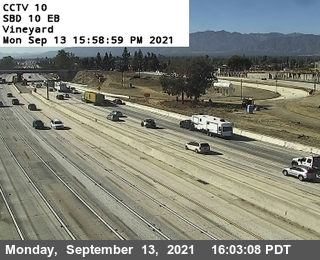 CCTV 10
SBD 10 EB
Vineyard
Mon Sep 13 15:58:59 PM 2021
Monday, September 13, 2021 16:03:08 PDT